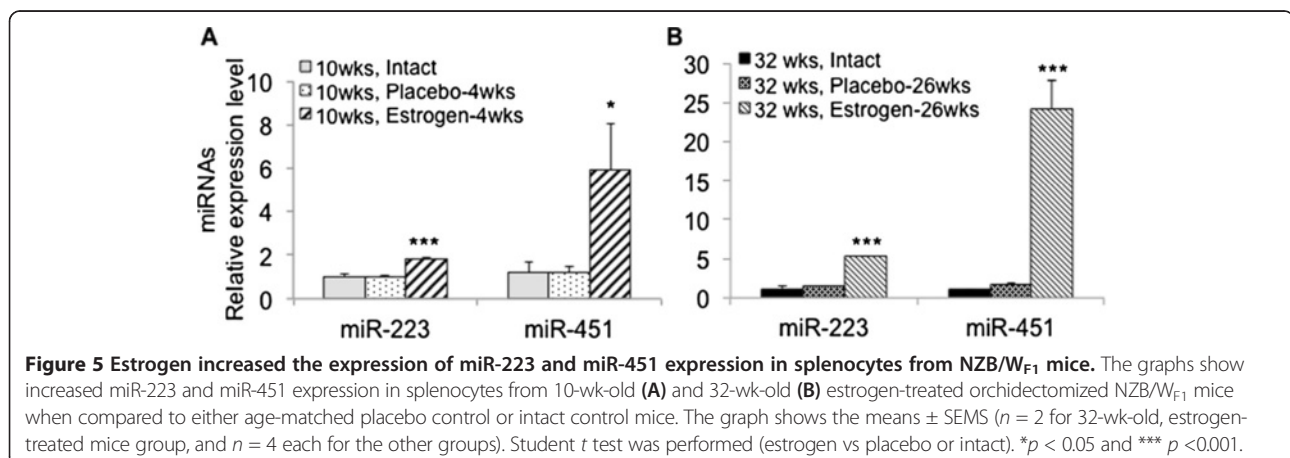 A
B
miRNAs
Relative expression level
10
8
6
4
2
0
10wks, Intact
10wks, Placebo-4wks
10wks, Estrogen-4wks
***
*
miR-223
miR-451
30
25
20
15
10
5
0
32 wks, Intact
32 wks, Placebo-26wks
32 wks, Estrogen-26wks
***
***
miR-223
miR-451
Figure 5 Estrogen increased the expression of miR-223 and miR-451 expression in splenocytes from NZB/WF1 mice. The graphs show
increased miR-223 and miR-451 expression in splenocytes from 10-wk-old (A) and 32-wk-old (B) estrogen-treated orchidectomized NZB/WF1 mice
when compared to either age-matched placebo control or intact control mice. The graph shows the means ± SEMS (n = 2 for 32-wk-old, estrogen-
treated mice group, and n = 4 each for the other groups). Student t test was performed (estrogen vs placebo or intact). *p < 0.05 and *** p <0.001.